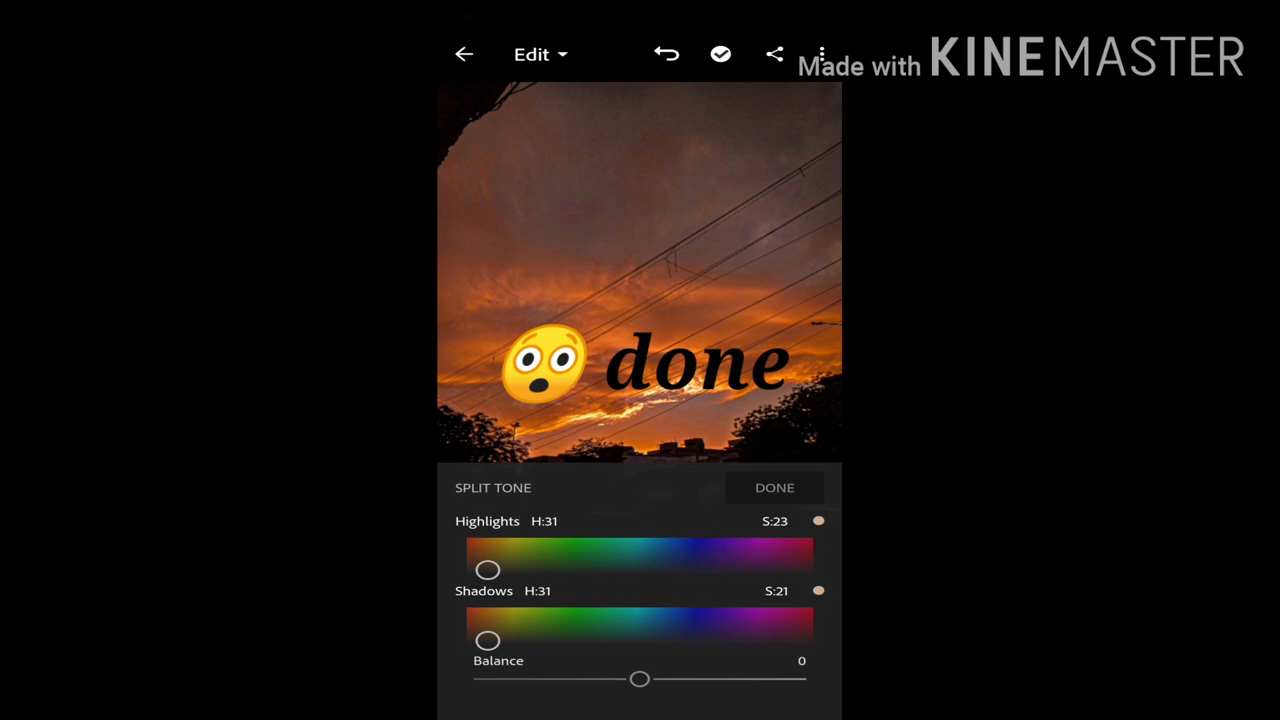 Edit
Made with KINEMASTER
done
SPLIT TONE DONE
Highlights H:31 S:23
Shadows H:31 S:21
Balance 0